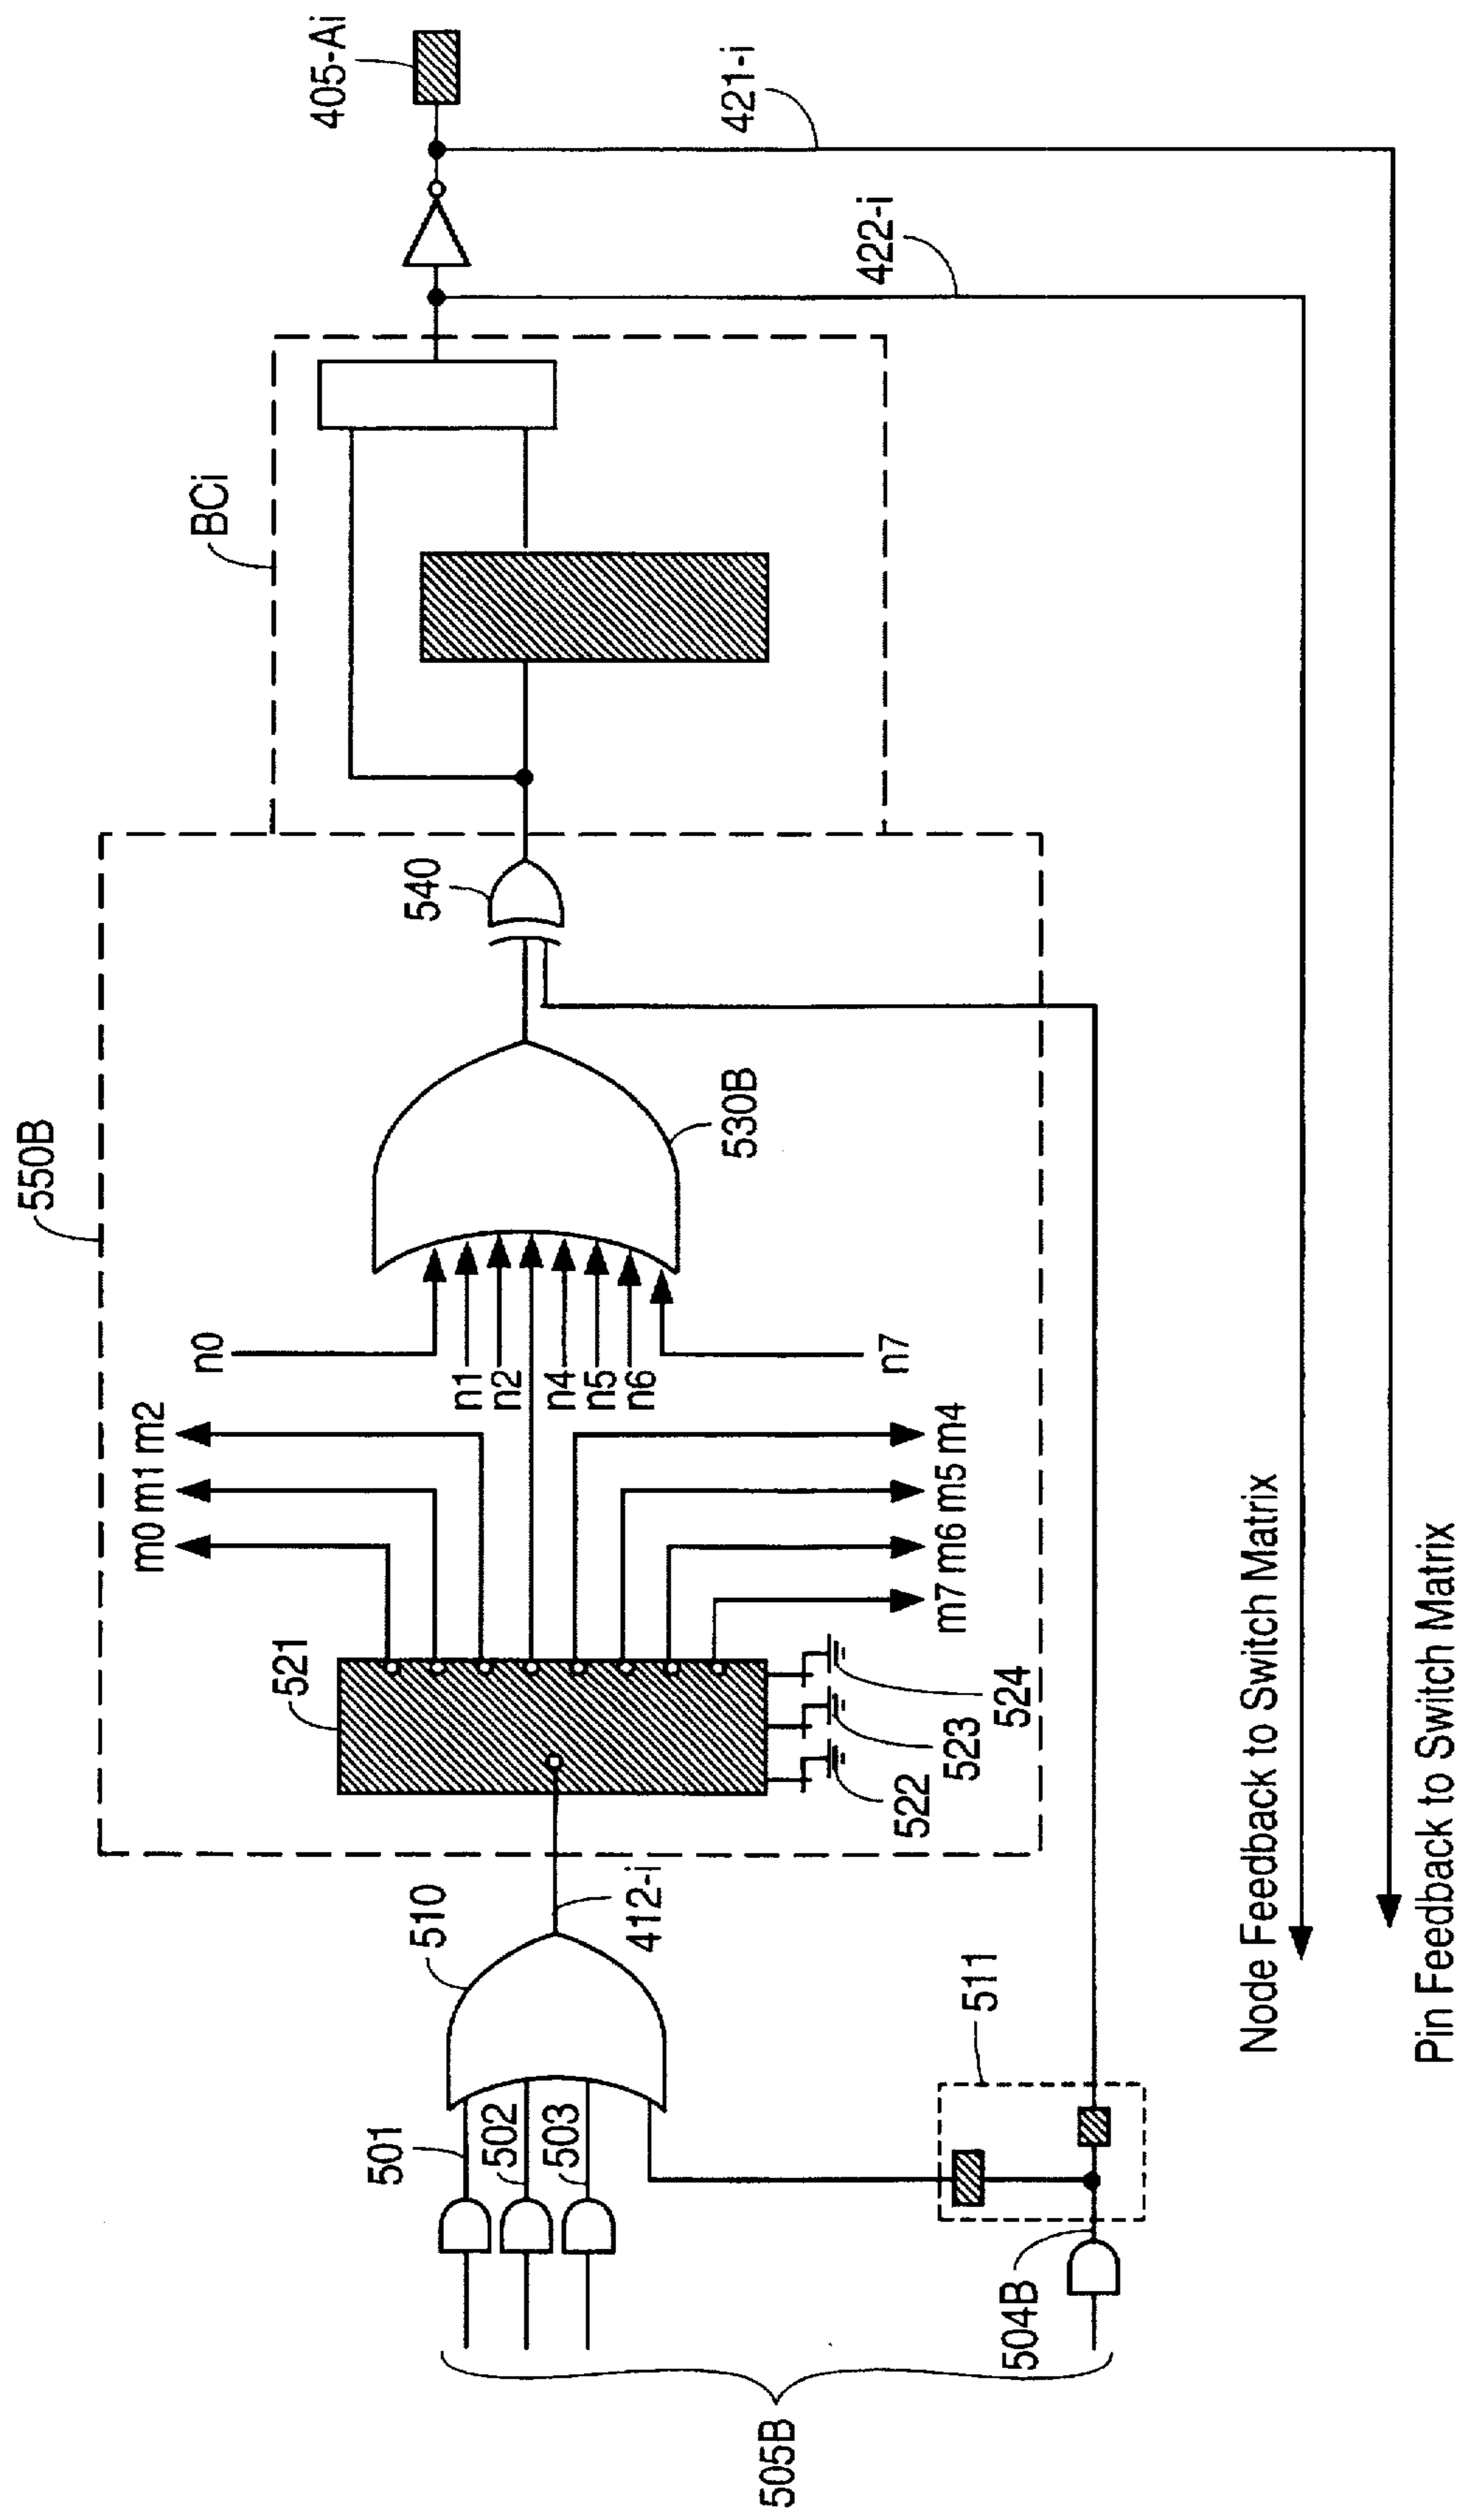 505B
501
502
503
504B
510
412-i
511
550B
521
522
523
524
m0 m1 m2
m7 m6 m5 m4
n0
n1
n2
n4
n5
n6
n7
530B
540
BCi
405-Ai
422-i
421-i
Node Feedback to Switch Matrix
Pin Feedback to Switch Matrix